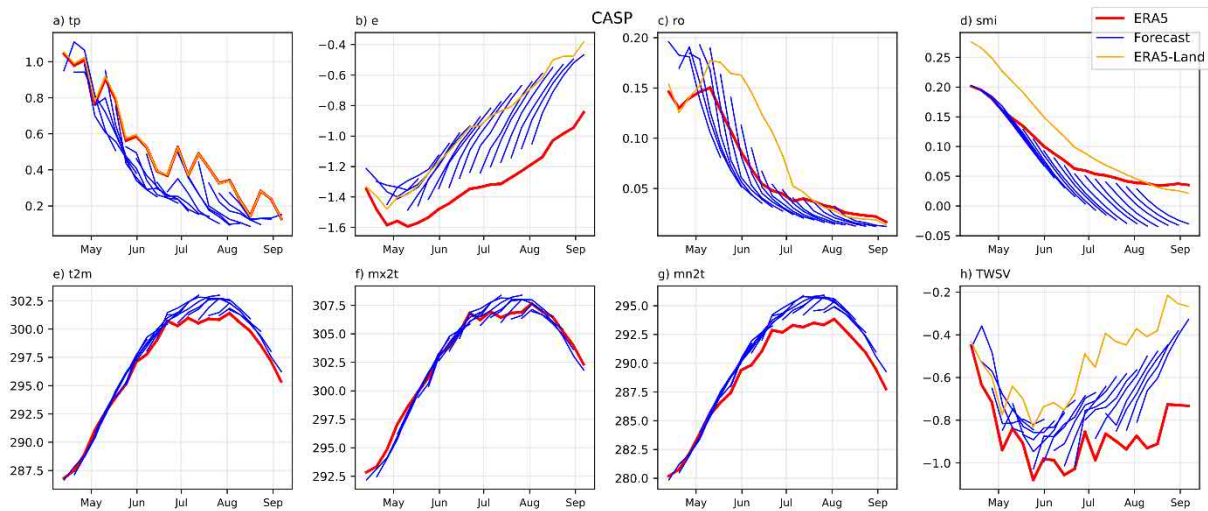 CASP
a) tp
b) e
c) ro
d) smi
ERA5
Forecast
ERA5-Land
1.0
0.8
0.6
0.4
0.2
May Jun Jul Aug Sep
−0.4
−0.6
−0.8
−1.0
−1.2
−1.4
−1.6
May Jun Jul Aug Sep
0.20
0.15
0.10
0.05
May Jun Jul Aug Sep
0.25
0.20
0.15
0.10
0.05
0.00
−0.05
May Jun Jul Aug Sep
e) t2m
f) mx2t
g) mn2t
h) TWSV
302.5
300.0
297.5
295.0
292.5
290.0
287.5
May Jun Jul Aug Sep
307.5
305.0
302.5
300.0
297.5
295.0
292.5
May Jun Jul Aug Sep
295.0
292.5
290.0
287.5
285.0
282.5
280.0
May Jun Jul Aug Sep
−0.2
−0.4
−0.6
−0.8
−1.0
May Jun Jul Aug Sep